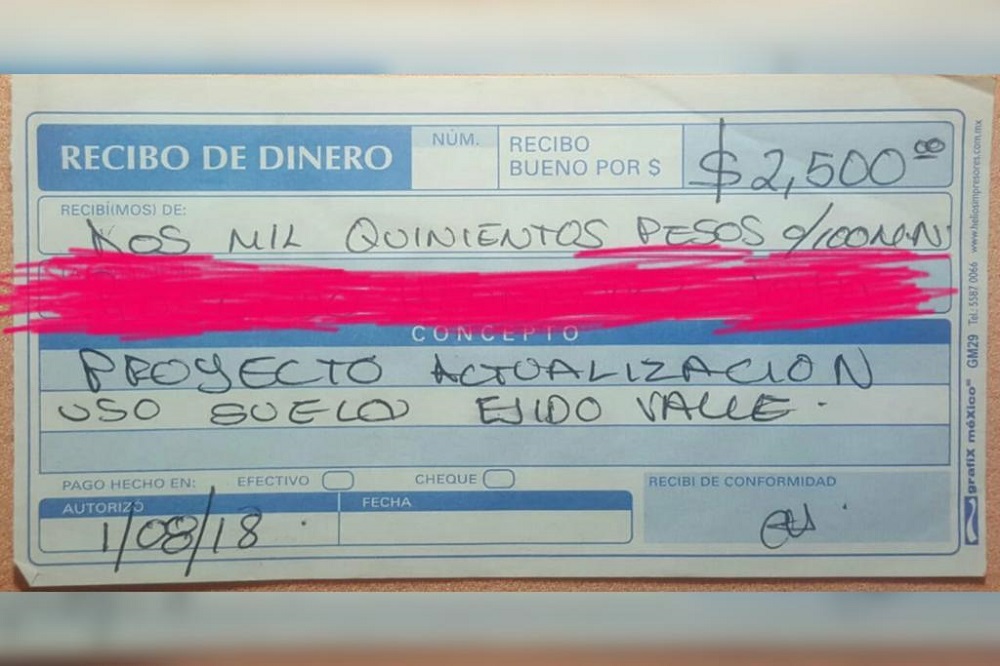 RECIBO DE DINERO
NÚM.
RECIBO
BUENO POR $
$2,500.00
RECIBÍ(MOS) DE:
DOS MIL QUINIENTOS PESOS 0/100 M.N
CONCEPTO
PROYECTO ACTUALIZACION
USO SUELO EJIDO VALLE.
PAGO HECHO EN: EFECTIVO CHEQUE
AUTORIZÓ
1/08/18
FECHA
RECIBI DE CONFORMIDAD
grafix méxico GM29 Tel.: 5587 0066 www.heliosimpresores.com.mx